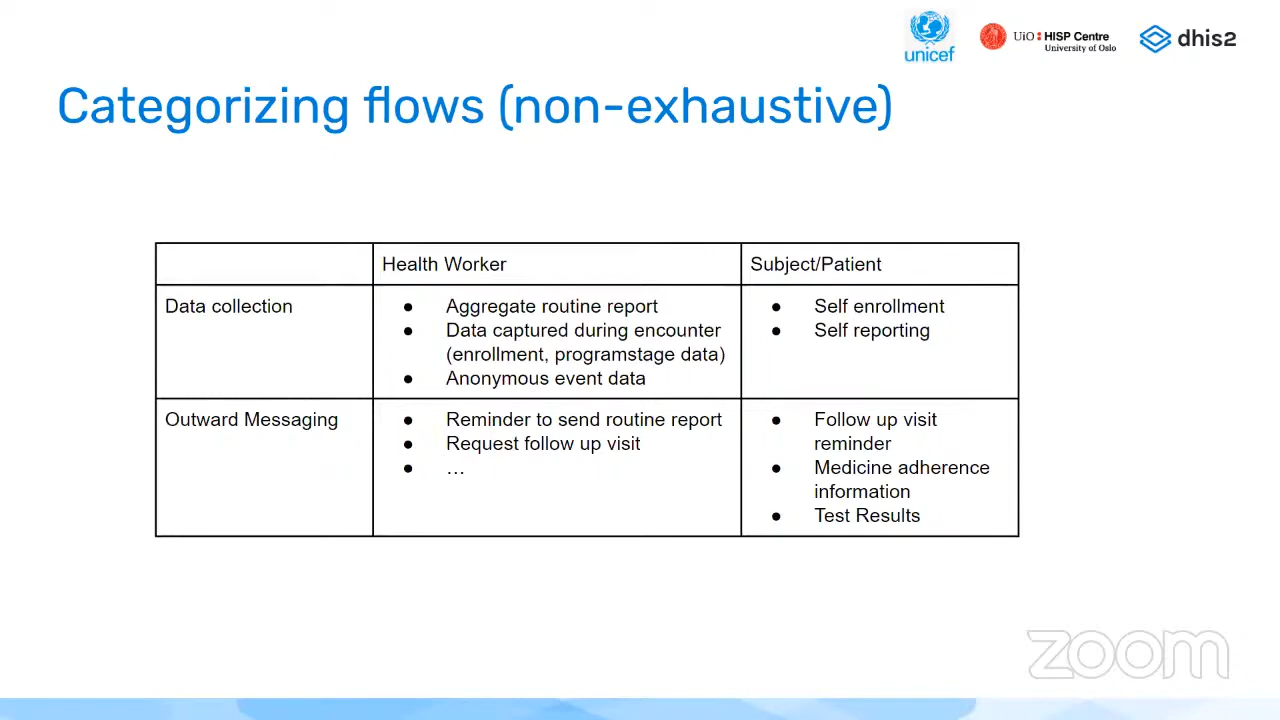 unicef
UiO HISP Centre
University of Oslo
dhis2
Categorizing flows (non-exhaustive)
Health Worker
Subject/Patient
Data collection
● Aggregate routine report
● Data captured during encounter
(enrollment, programstage data)
● Anonymous event data
● Self enrollment
● Self reporting
Outward Messaging
● Reminder to send routine report
● Request follow up visit
● …
● Follow up visit
reminder
● Medicine adherence
information
● Test Results
zoom